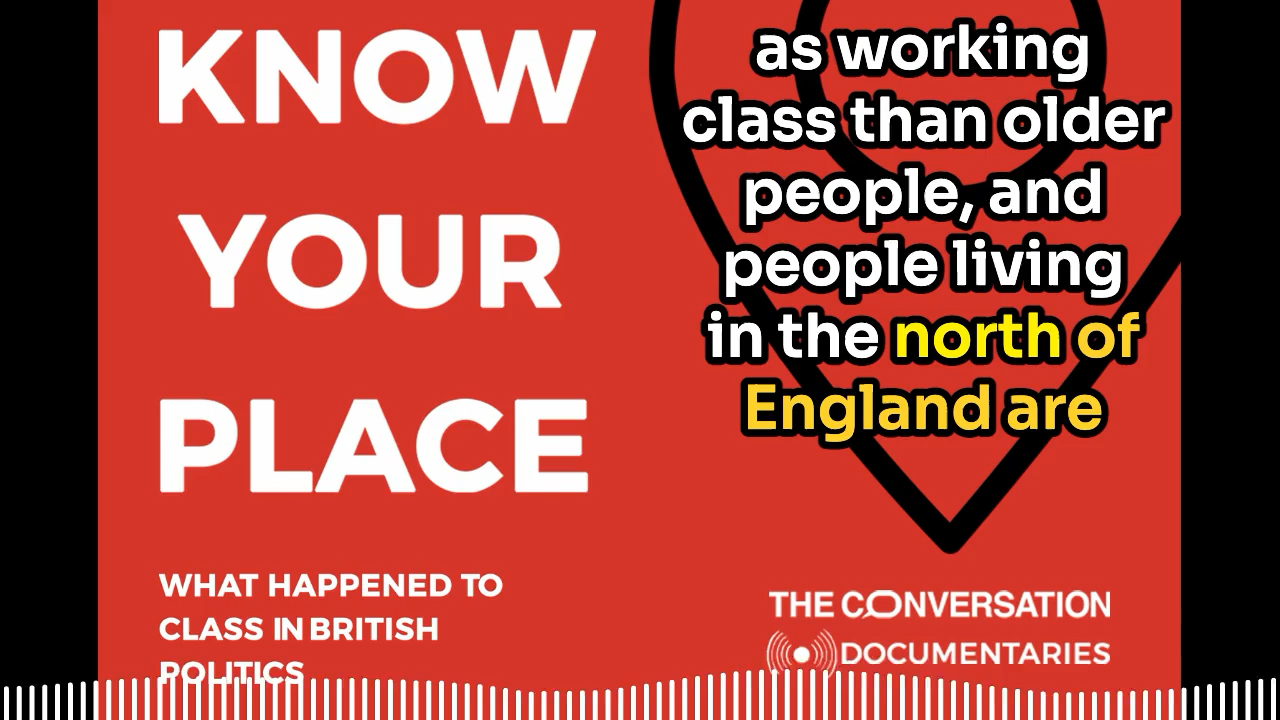 KNOW
YOUR
PLACE
WHAT HAPPENED TO
CLASS IN BRITISH
POLITICS
as working
class than older
people, and
people living
in the north of
England are
THE CONVERSATION
DOCUMENTARIES